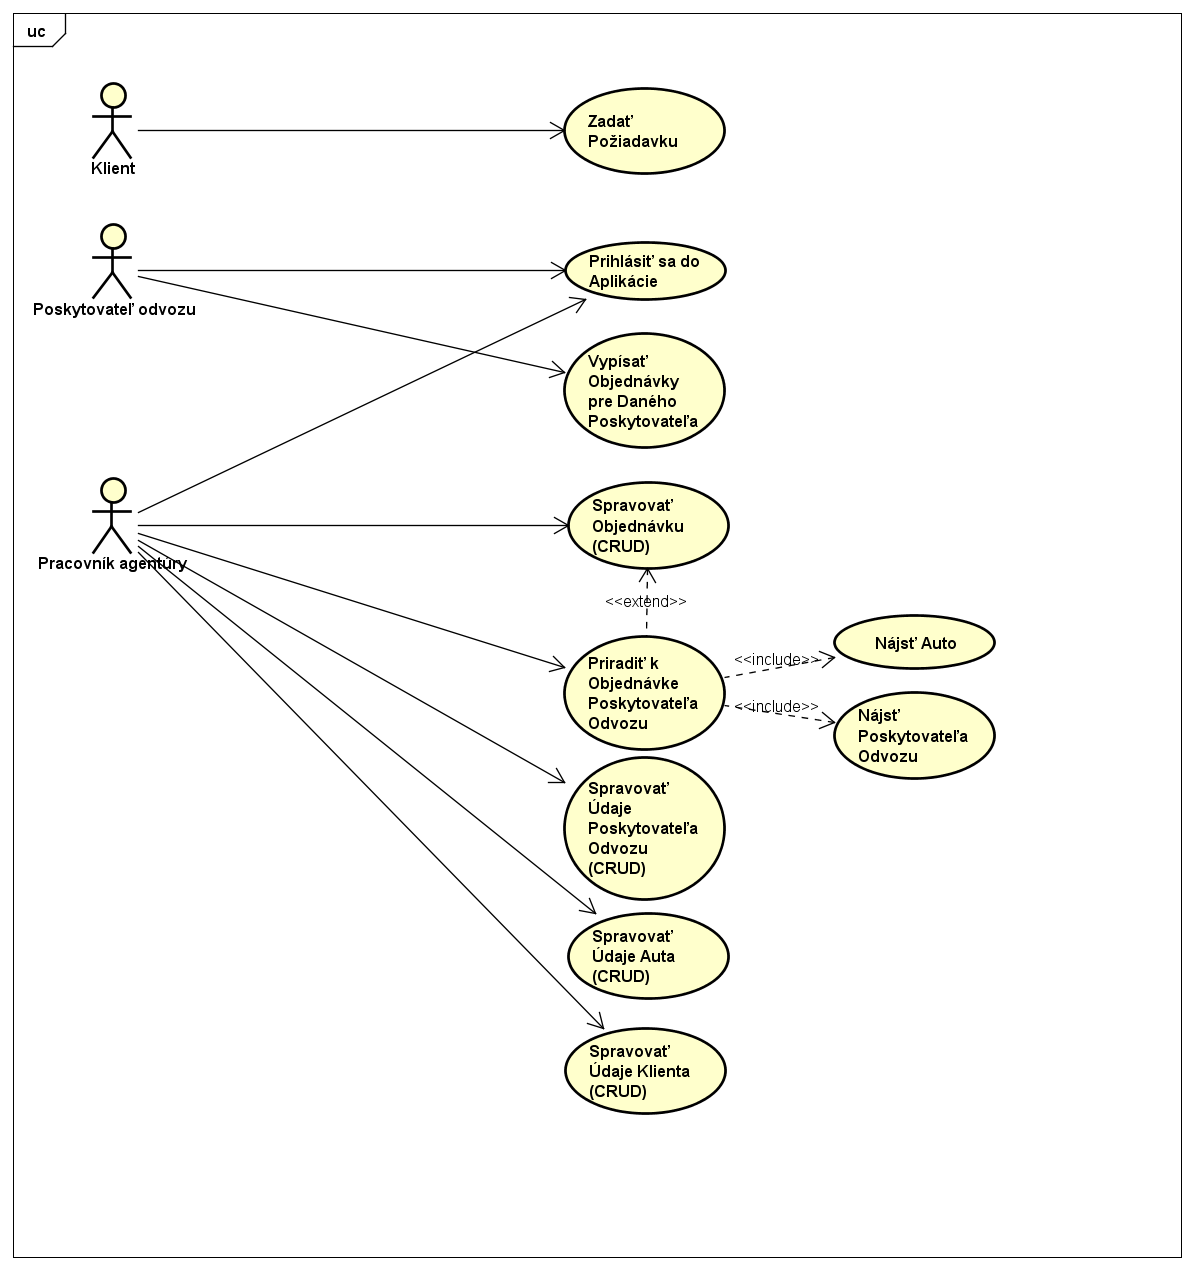 uc
Klient
Zadať
Požiadavku
Poskytovateľ odvozu
Prihlásiť sa do
Aplikácie
Vypísať
Objednávky
pre Daného
Poskytovateľa
Pracovník agentúry
Spravovať
Objednávku
(CRUD)
<<extend>>
Priradiť k
Objednávke
Poskytovateľa
Odvozu
<<include>>
Nájsť Auto
<<include>>
Nájsť
Poskytovateľa
Odvozu
Spravovať
Údaje
Poskytovateľa
Odvozu
(CRUD)
Spravovať
Údaje Auta
(CRUD)
Spravovať
Údaje Klienta
(CRUD)